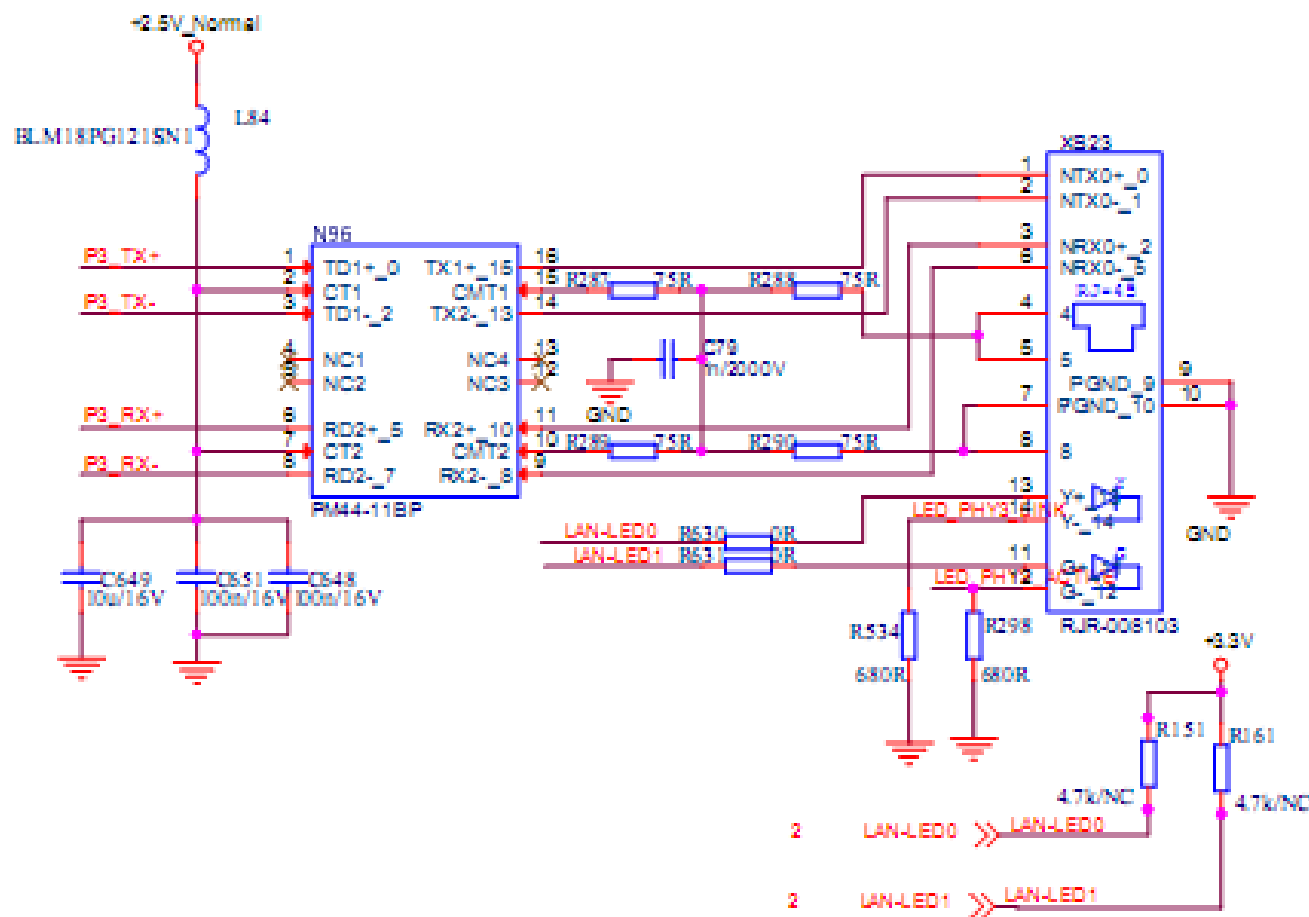 +2.5V_Normal
L84
BLM18PG121SN1
XS23
1
NTX0+_0
2
NTX0-_1
N96
3
NRX0+_2
P3_TX+
1
TD1+_0
TX1+_15
16
6
NRX0-_5
2
CT1
CMT1
15
R287
75R
R288
75R
RJ-45
P3_TX-
3
TD1-_2
TX2-_13
14
4
4
4
NC1
NC4
13
C79
5
5
NC2
NC3
12
1n/2000V
PGND_9
9
GND
7
PGND_10
10
P3_RX+
6
RD2+_5
RX2+_10
11
7
CT2
CMT2
10
R289
75R
R290
75R
8
8
P3_RX-
8
RD2-_7
RX2-_8
9
13
Y+
PM44-11BP
14
Y-_14
LAN-LED0
R630
0R
GND
LAN-LED1
R631
0R
11
G+
C649
C651
C648
12
G-_12
10u/16V
100n/16V
100n/16V
R534
R298
RJR-008103
680R
680R
+3.3V
R151
R161
4.7k/NC
4.7k/NC
2
LAN-LED0
LAN-LED0
2
LAN-LED1
LAN-LED1